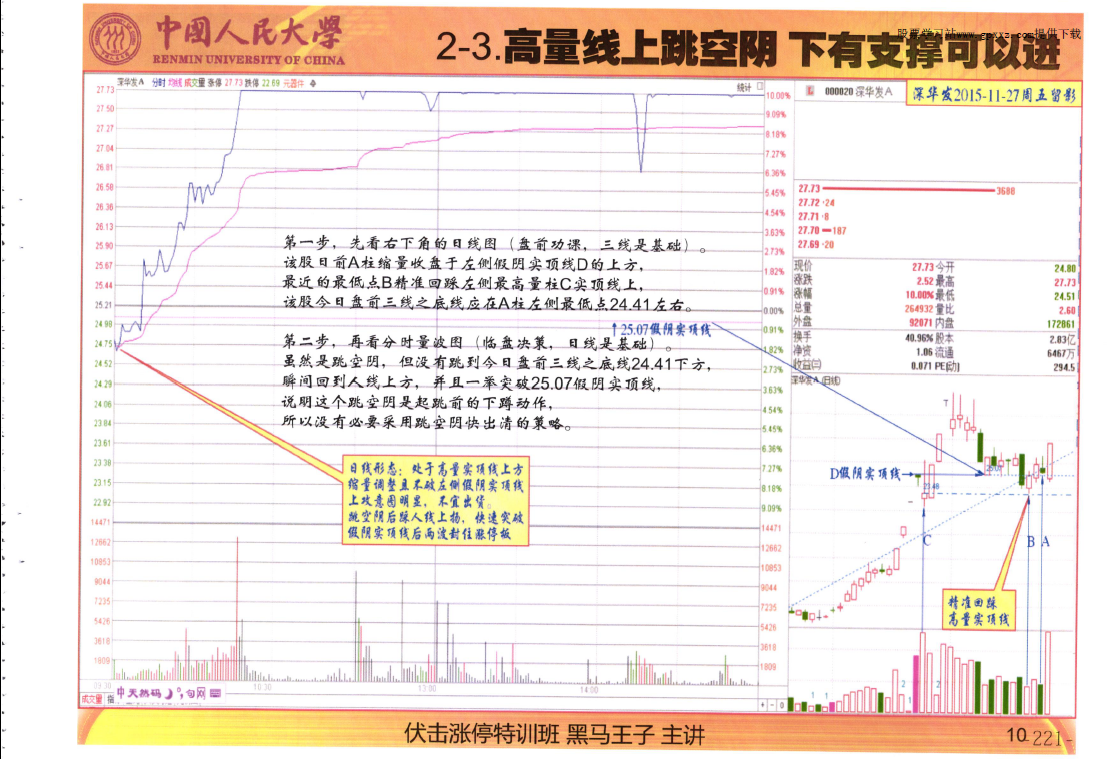 中國人民大學
RENMIN UNIVERSITY OF CHINA
2-3.高量线上跳空阴 下有支撑可以进
股票学习站www.gpxxz.com提供下载
深华发A 分时 均线 成交量 涨停 27.73 跌停 22.69 元器件
统计
000020 深华发A
深华发2015-11-27周五留影
27.73
27.50
27.27
27.04
26.81
26.58
26.36
26.13
25.90
25.67
25.44
25.21
24.98
24.75
24.52
24.29
24.06
23.84
23.61
23.38
23.15
22.92
14471
12662
10853
9044
7235
5426
3618
1809
10.00%
9.09%
8.18%
7.27%
6.36%
5.45%
4.54%
3.63%
2.73%
1.82%
0.91%
0.00%
0.91%
1.82%
2.73%
3.63%
4.54%
5.45%
6.36%
7.27%
8.18%
9.09%
14471
12662
10853
9044
7235
5426
3618
1809
第一步，先看右下角的日线图（盘前功课，三线是基础）。
该股日前A柱缩量收盘于左侧假阴实顶线D的上方，
最近的最低点B精准回踩左侧最高量柱C实顶线上，
该股今日盘前三线之底线应在A柱左侧最低点24.41左右。
↑25.07假阴实顶线
第二步，再看分时量波图（临盘决策，日线是基础）。
虽然是跳空阴，但没有跳到今日盘前三线之底线24.41下方，
瞬间回到人线上方，并且一举突破25.07假阴实顶线，
说明这个跳空阴是起跳前的下蹲动作，
所以没有必要采用跳空阴快出清的策略。
日线形态：处于高量实顶线上方
缩量调整且不破左侧假阴实顶线
上攻意图明显，不宜出货。
跳空阴后踩人线上扬，快速突破
假阴实顶线后两波封住涨停板
09:30 10:30 13:00 14:00
成交量 指
中天然码
句网
27.73 3688
27.72 24
27.71 8
27.70 187
27.69 20
现价 27.73 今开 24.80
涨跌 2.52 最高 27.73
涨幅 10.00% 最低 24.51
总量 264932 量比 2.60
外盘 92071 内盘 172861
换手 40.96% 股本 2.83亿
净资 1.06 流通 6467万
收益(三) 0.071 PE[动] 294.5
深华发A (日线)
T
D假阴实顶线→
25.07
23.48
C
B A
精准回踩
高量实顶线
1 1 2 1 2
伏击涨停特训班 黑马王子 主讲
10
-221-